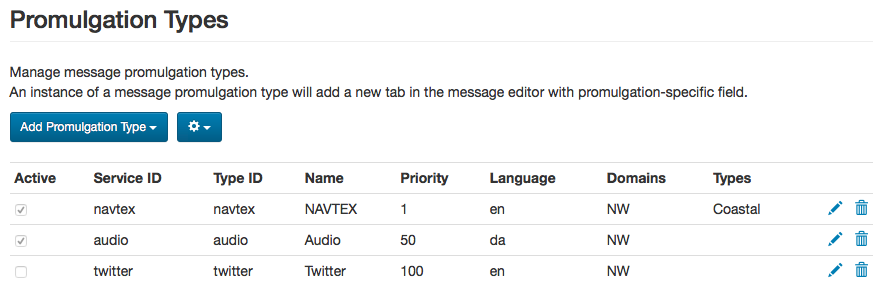 Promulgation Types
Manage message promulgation types.
An instance of a message promulgation type will add a new tab in the message editor with promulgation-specific field.
Add Promulgation Type
Active Service ID Type ID Name Priority Language Domains Types
navtex navtex NAVTEX 1 en NW Coastal
audio audio Audio 50 da NW
twitter twitter Twitter 100 en NW